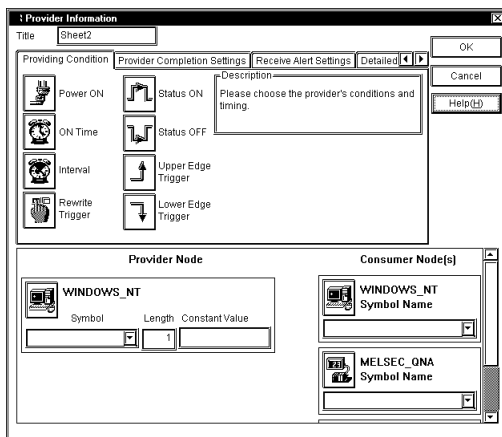 Provider Information
Title Sheet2
OK
Cancel
Help(H)
Providing Condition Provider Completion Settings Receive Alert Settings Detailed
Power ON
ON Time
Interval
Rewrite
Trigger
Status ON
Status OFF
Upper Edge
Trigger
Lower Edge
Trigger
Description
Please choose the provider's conditions and
timing.
Provider Node
WINDOWS_NT
Symbol Length Constant Value
1
Consumer Node(s)
WINDOWS_NT
Symbol Name
MELSEC_QNA
Symbol Name